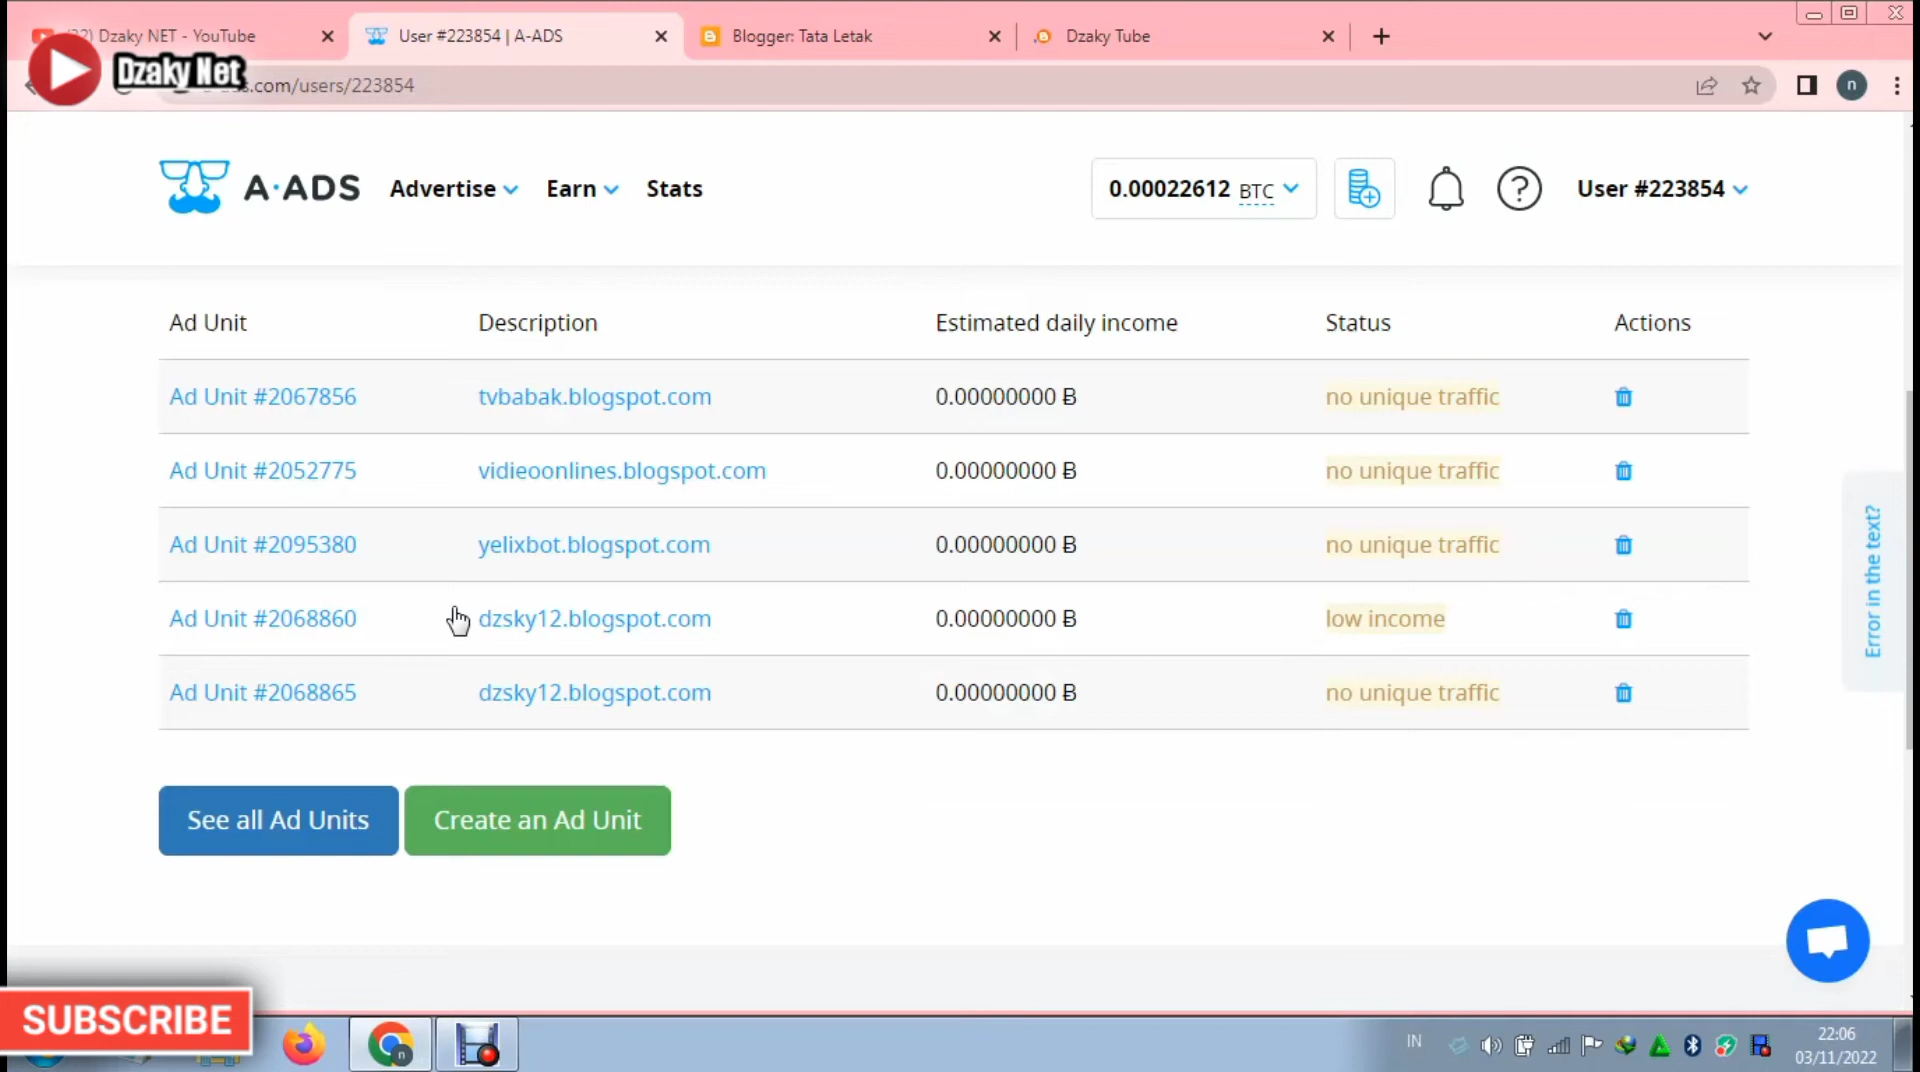 Dzaky NET - YouTube
User #223854 | A-ADS
Blogger: Tata Letak
Dzaky Tube
Dzaky Net
.com/users/223854
n
A-ADS
Advertise
Earn
Stats
0.00022612 BTC
User #223854
Ad Unit
Description
Estimated daily income
Status
Actions
Ad Unit #2067856
tvbabak.blogspot.com
0.00000000 Ƀ
no unique traffic
Ad Unit #2052775
vidieoonlines.blogspot.com
0.00000000 Ƀ
no unique traffic
Ad Unit #2095380
yelixbot.blogspot.com
0.00000000 Ƀ
no unique traffic
Ad Unit #2068860
dzsky12.blogspot.com
0.00000000 Ƀ
low income
Ad Unit #2068865
dzsky12.blogspot.com
0.00000000 Ƀ
no unique traffic
Error in the text?
See all Ad Units
Create an Ad Unit
SUBSCRIBE
n
IN
22:06
03/11/2022